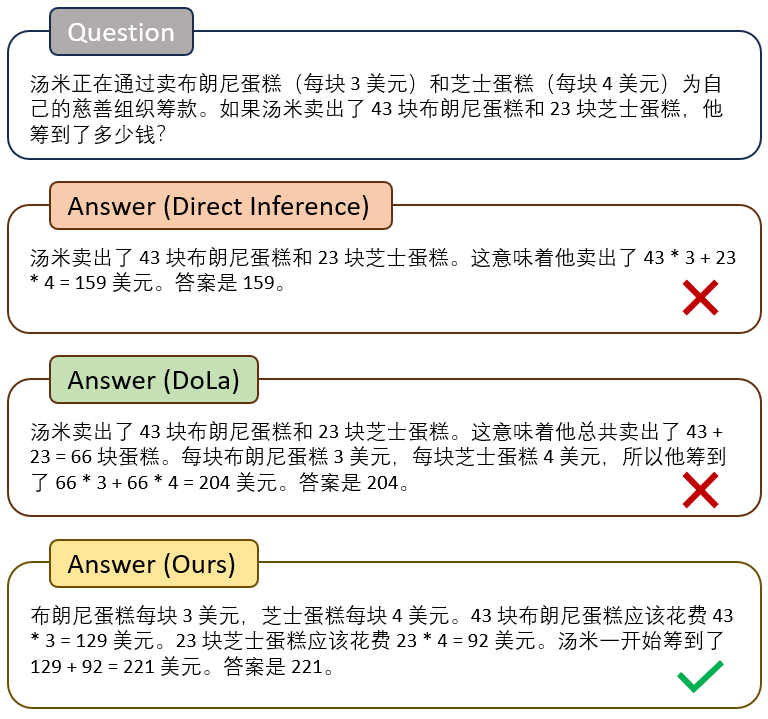 Question
汤米正在通过卖布朗尼蛋糕（每块 3 美元）和芝士蛋糕（每块 4 美元）为自
己的慈善组织筹款。如果汤米卖出了 43 块布朗尼蛋糕和 23 块芝士蛋糕，他
筹到了多少钱？
Answer (Direct Inference)
汤米卖出了 43 块布朗尼蛋糕和 23 块芝士蛋糕。这意味着他卖出了 43 * 3 + 23
* 4 = 159 美元。答案是 159。
Answer (DoLa)
汤米卖出了 43 块布朗尼蛋糕和 23 块芝士蛋糕。这意味着他总共卖出了 43 +
23 = 66 块蛋糕。每块布朗尼蛋糕 3 美元，每块芝士蛋糕 4 美元，所以他筹到
了 66 * 3 + 66 * 4 = 204 美元。答案是 204。
Answer (Ours)
布朗尼蛋糕每块 3 美元，芝士蛋糕每块 4 美元。43 块布朗尼蛋糕应该花费 43
* 3 = 129 美元。23 块芝士蛋糕应该花费 23 * 4 = 92 美元。汤米一开始筹到了
129 + 92 = 221 美元。答案是 221。